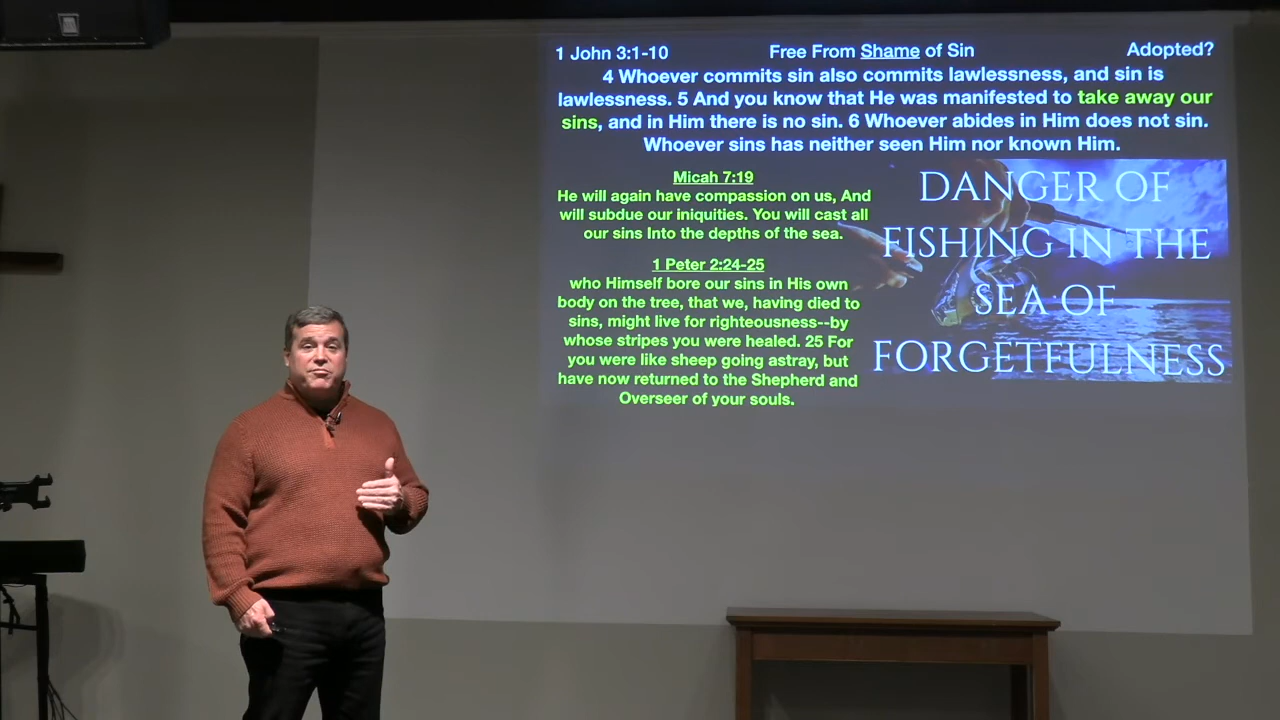 1 John 3:1-10 Free From Shame of Sin Adopted?
4 Whoever commits sin also commits lawlessness, and sin is
lawlessness. 5 And you know that He was manifested to take away our
sins, and in Him there is no sin. 6 Whoever abides in Him does not sin.
Whoever sins has neither seen Him nor known Him.
Micah 7:19
He will again have compassion on us, And
will subdue our iniquities. You will cast all
our sins Into the depths of the sea.
1 Peter 2:24-25
who Himself bore our sins in His own
body on the tree, that we, having died to
sins, might live for righteousness--by
whose stripes you were healed. 25 For
you were like sheep going astray, but
have now returned to the Shepherd and
Overseer of your souls.
DANGER OF
FISHING IN THE
SEA OF
FORGETFULNESS